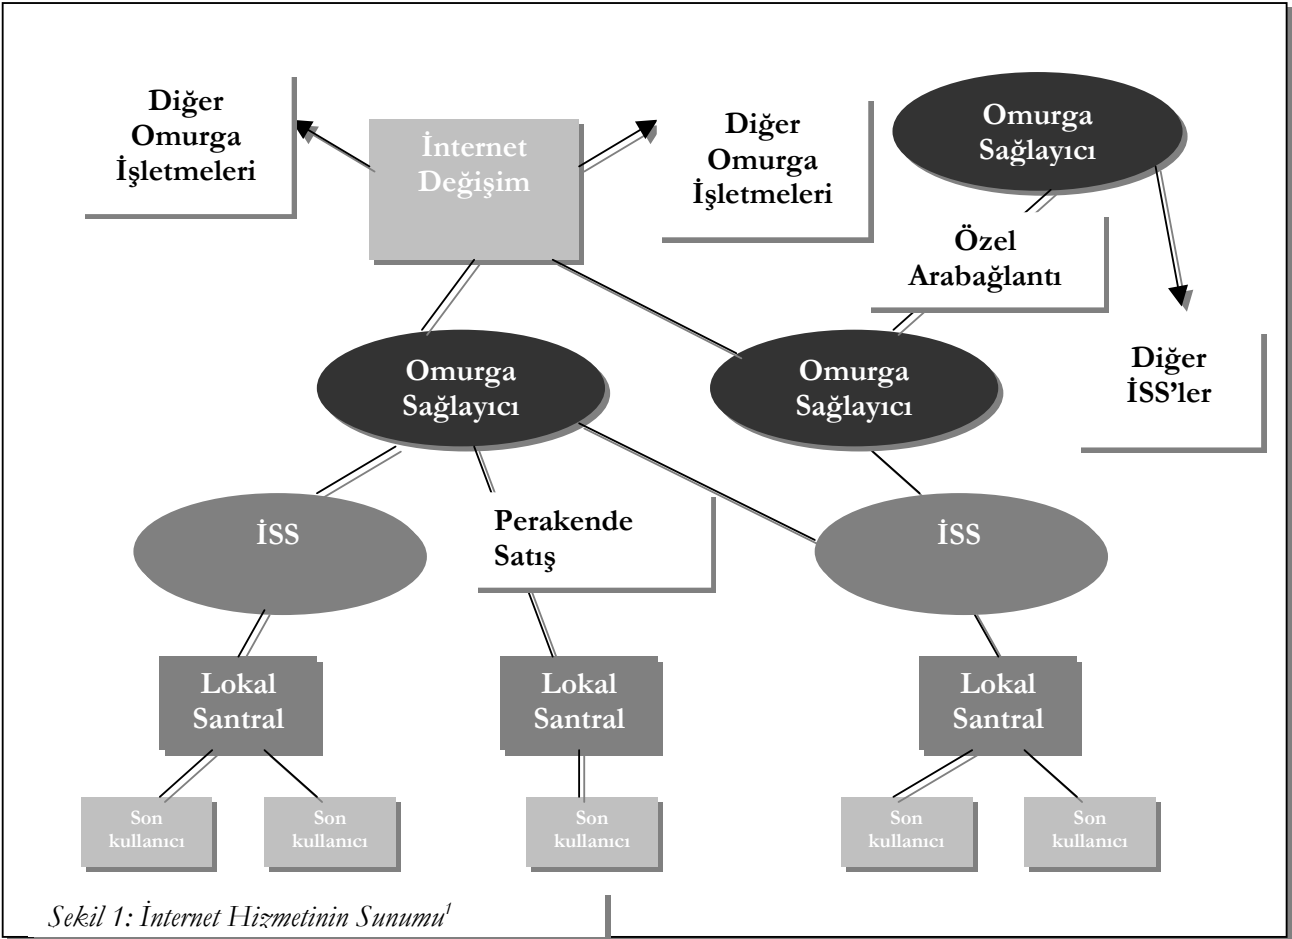 Diğer
Omurga
İşletmeleri
İnternet
Değişim
Diğer
Omurga
İşletmeleri
Omurga
Sağlayıcı
Özel
Arabağlantı
Omurga
Sağlayıcı
Omurga
Sağlayıcı
Diğer
İSS’ler
İSS
Perakende
Satış
İSS
Lokal
Santral
Lokal
Santral
Lokal
Santral
Son
kullanıcı
Son
kullanıcı
Son
kullanıcı
Son
kullanıcı
Son
kullanıcı
Sekil 1: İnternet Hizmetinin Sunumu¹